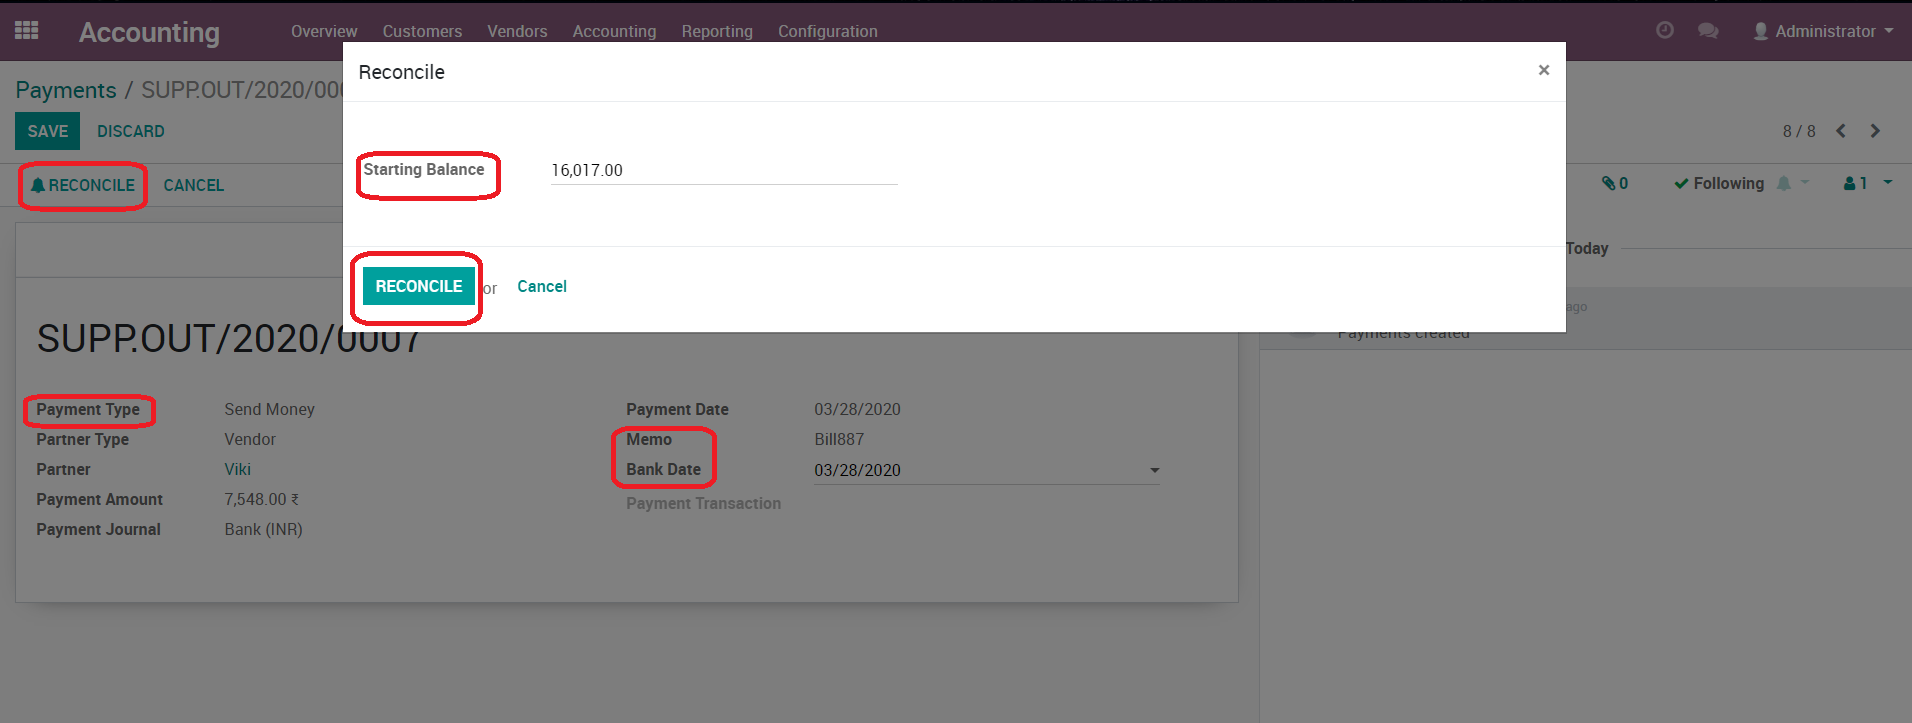 Accounting Overview Customers Vendors Accounting Reporting Configuration Administrator
Reconcile ×
Payments / SUPP.OUT/2020/000
SAVE DISCARD
8 / 8
Starting Balance 16,017.00
RECONCILE CANCEL
0 Following 1
Today
RECONCILE or Cancel
ago
Payments created
SUPP.OUT/2020/0007
Payment Type Send Money
Partner Type Vendor
Partner Viki
Payment Amount 7,548.00 ₹
Payment Journal Bank (INR)
Payment Date 03/28/2020
Memo Bill887
Bank Date 03/28/2020
Payment Transaction